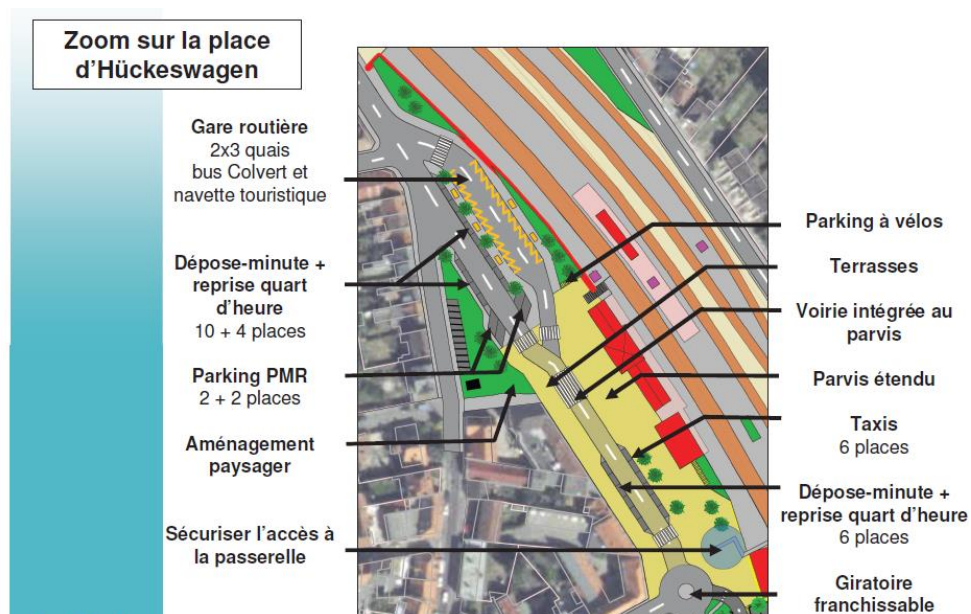 Zoom sur la place
d'Hückeswagen
Gare routière
2x3 quais
bus Colvert et
navette touristique
Dépose-minute +
reprise quart
d'heure
10 + 4 places
Parking PMR
2 + 2 places
Aménagement
paysager
Sécuriser l'accès à
la passerelle
Parking à vélos
Terrasses
Voirie intégrée au
parvis
Parvis étendu
Taxis
6 places
Dépose-minute +
reprise quart d'heure
6 places
Giratoire
franchissable